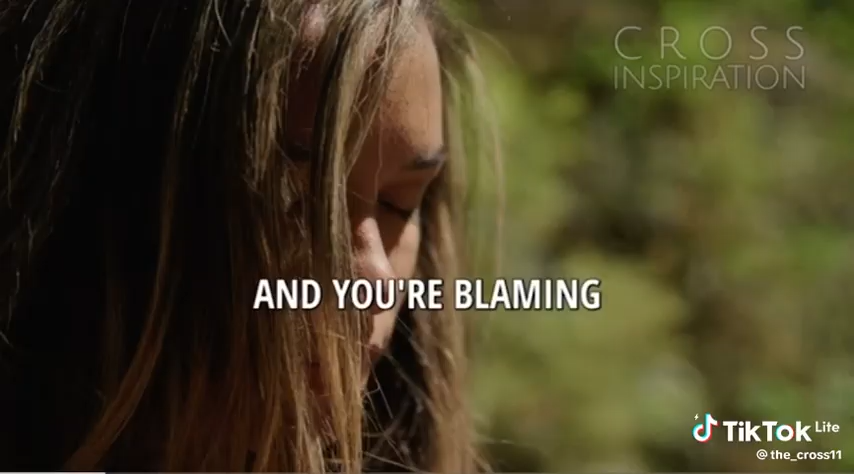 CROSS
INSPIRATION
AND YOU'RE BLAMING
TikTok Lite
@the_cross11